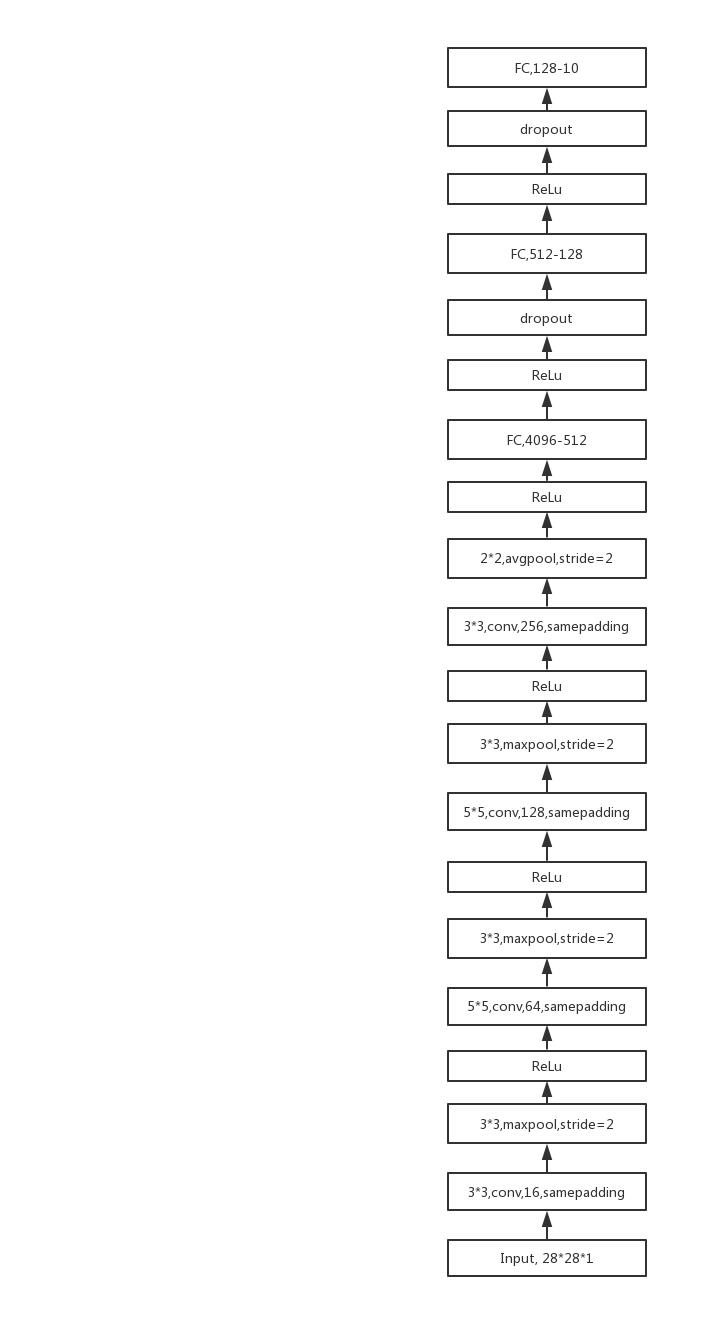 FC,128-10
dropout
ReLu
FC,512-128
dropout
ReLu
FC,4096-512
ReLu
2*2,avgpool,stride=2
3*3,conv,256,samepadding
ReLu
3*3,maxpool,stride=2
5*5,conv,128,samepadding
ReLu
3*3,maxpool,stride=2
5*5,conv,64,samepadding
ReLu
3*3,maxpool,stride=2
3*3,conv,16,samepadding
Input, 28*28*1